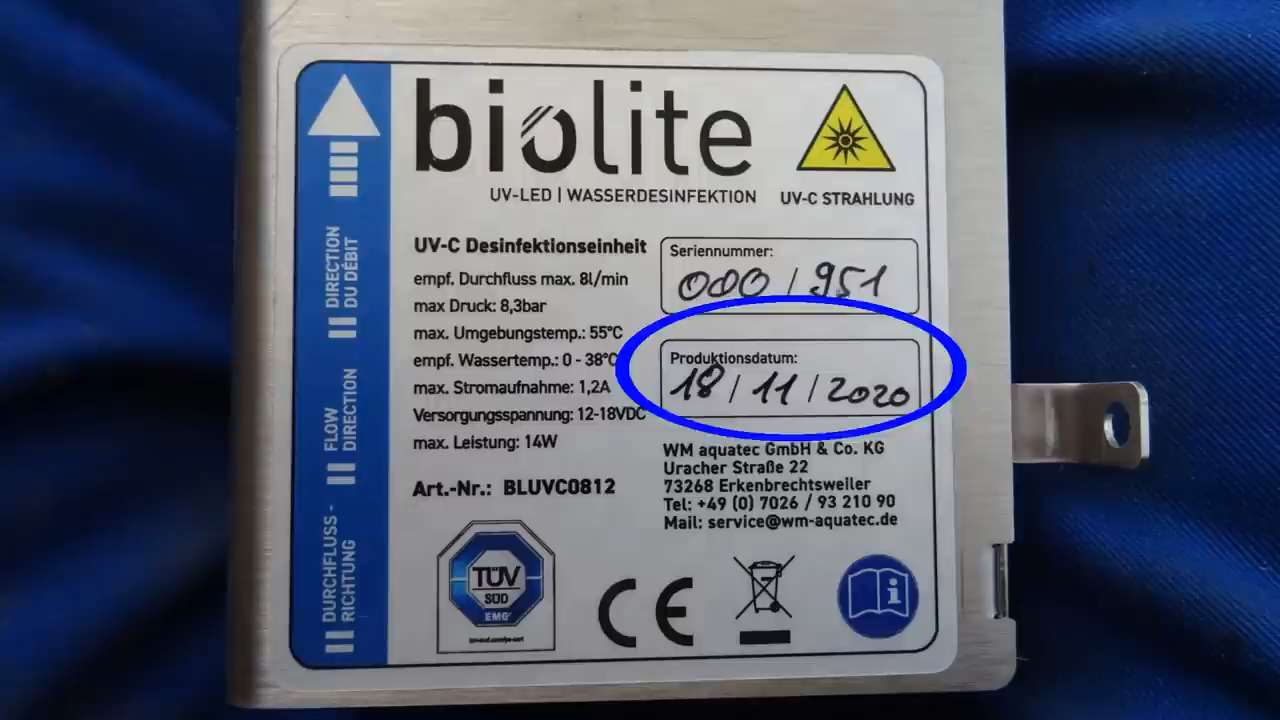 biolite
UV-LED | WASSERDESINFEKTION
UV-C STRAHLUNG
DIRECTION
DU DÉBIT
FLOW
DIRECTION
DURCHFLUSS -
RICHTUNG
UV-C Desinfektionseinheit
empf. Durchfluss max. 8l/min
max Druck: 8,3bar
max. Umgebungstemp.: 55°C
empf. Wassertemp.: 0 - 38°C
max. Stromaufnahme: 1,2A
Versorgungsspannung: 12-18VDC
max. Leistung: 14W
Art.-Nr.: BLUVC0812
Seriennummer:
000 / 951
Produktionsdatum:
18 / 11 / 2020
WM aquatec GmbH & Co. KG
Uracher Straße 22
73268 Erkenbrechtsweiler
Tel: +49 (0) 7026 / 93 210 90
Mail: service@wm-aquatec.de
TÜV
SÜD
EMC
CE
i